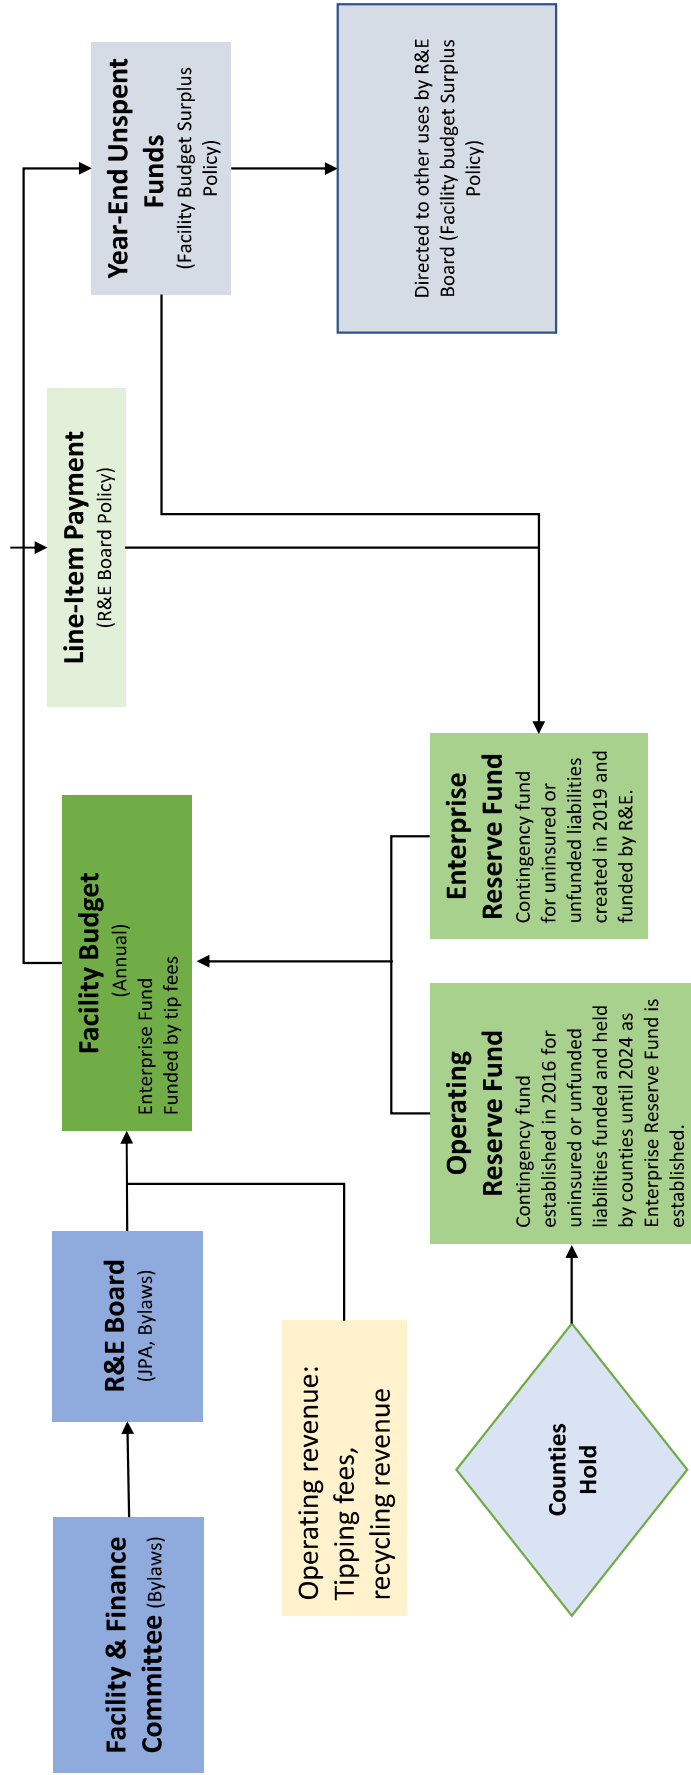 Facility & Finance
Committee (Bylaws)
R&E Board
(JPA, Bylaws)
Facility Budget
(Annual)
Enterprise Fund
Funded by tip fees
Line-Item Payment
(R&E Board Policy)
Year-End Unspent
Funds
(Facility Budget Surplus
Policy)
Operating revenue:
Tipping fees,
recycling revenue
Directed to other uses by R&E
Board (Facility budget Surplus
Policy)
Counties
Hold
Operating
Reserve Fund
Contingency fund
established in 2016 for
uninsured or unfunded
liabilities funded and held
by counties until 2024 as
Enterprise Reserve Fund is
established.
Enterprise
Reserve Fund
Contingency fund
for uninsured or
unfunded liabilities
created in 2019 and
funded by R&E.